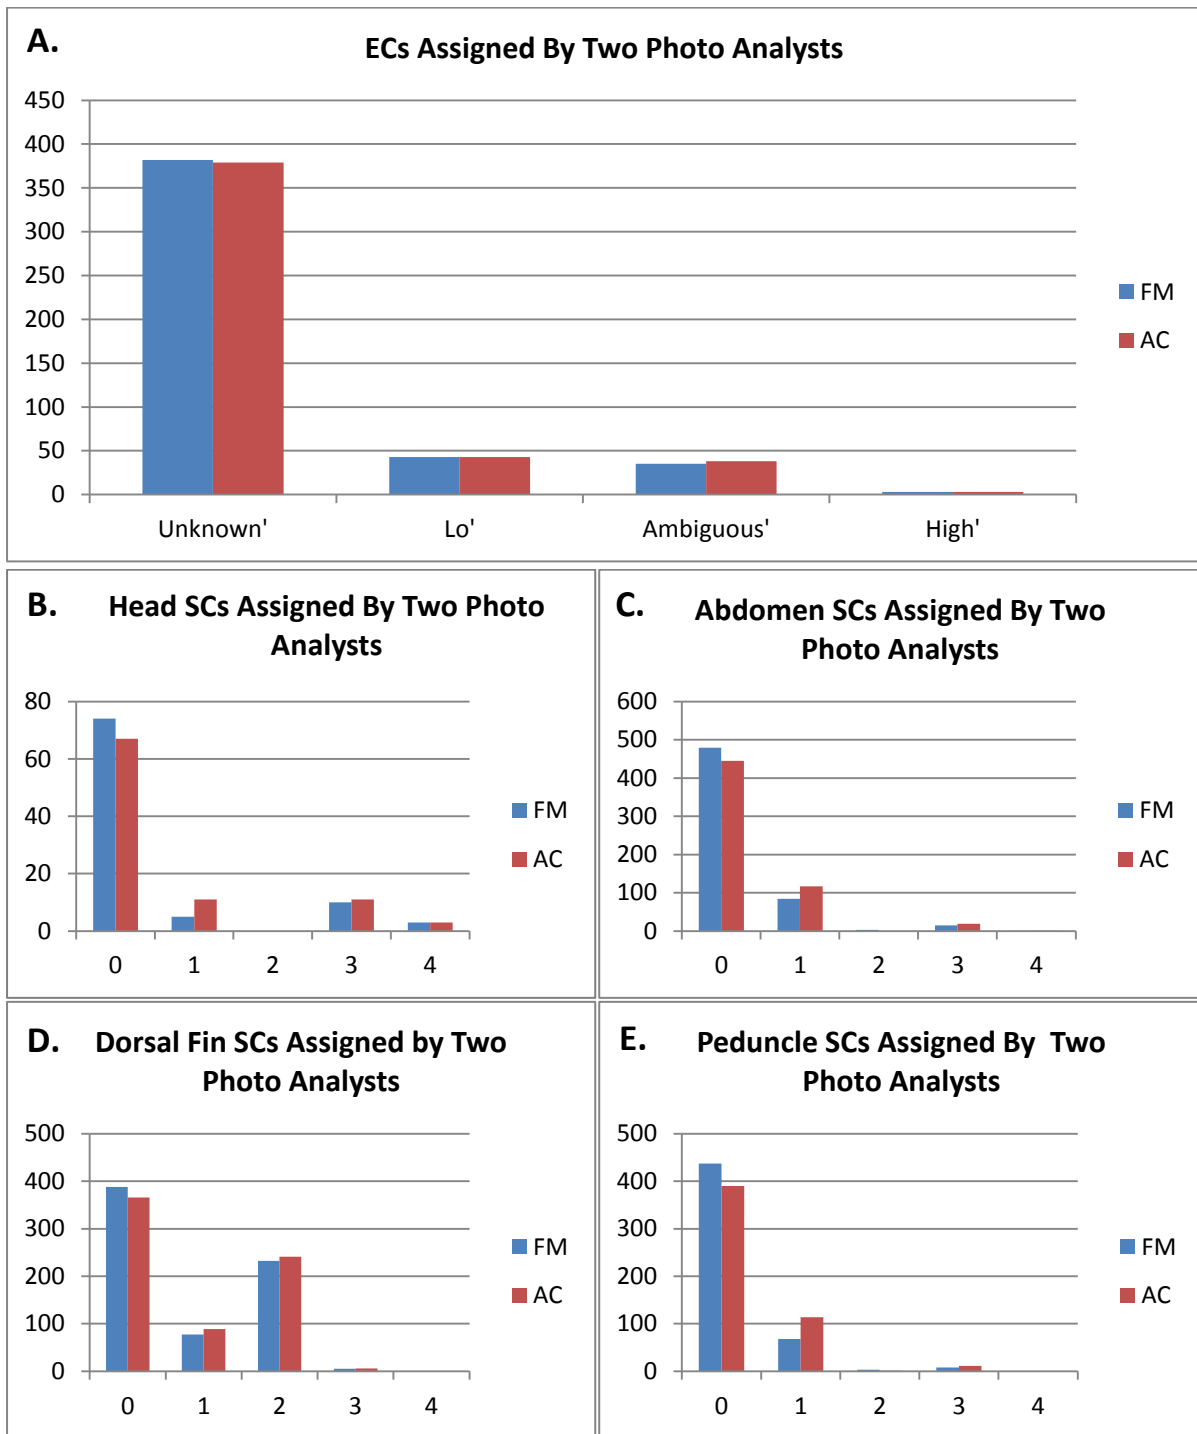 A.
ECs Assigned By Two Photo Analysts
450
400
350
300
250
200
150
100
50
0
Unknown' Lo' Ambiguous' High'
FM
AC
B. Head SCs Assigned By Two Photo
Analysts
80
60
40
20
0
0 1 2 3 4
FM
AC
C. Abdomen SCs Assigned By Two
Photo Analysts
600
500
400
300
200
100
0
0 1 2 3 4
FM
AC
D. Dorsal Fin SCs Assigned by Two
Photo Analysts
500
400
300
200
100
0
0 1 2 3 4
FM
AC
E. Peduncle SCs Assigned By Two
Photo Analysts
500
400
300
200
100
0
0 1 2 3 4
FM
AC